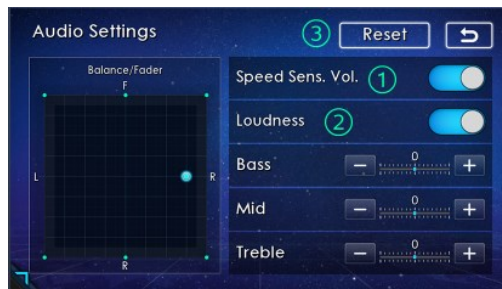 Audio Settings
③ Reset
Balance/Fader
F
L
R
R
Speed Sens. Vol. ①
Loudness ②
Bass − 0 +
Mid − 0 +
Treble − 0 +